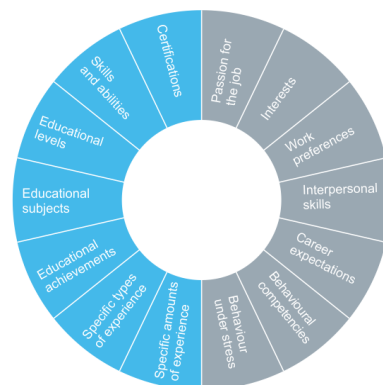 Passion for
the job
Interests
Work
preferences
Interpersonal
skills
Career
expectations
Behavioural
competencies
Behaviour
under stress
Specific amounts
of experience
Specific types
of experience
Educational
achievements
Educational
subjects
Educational
levels
Skills
and abilities
Certifications